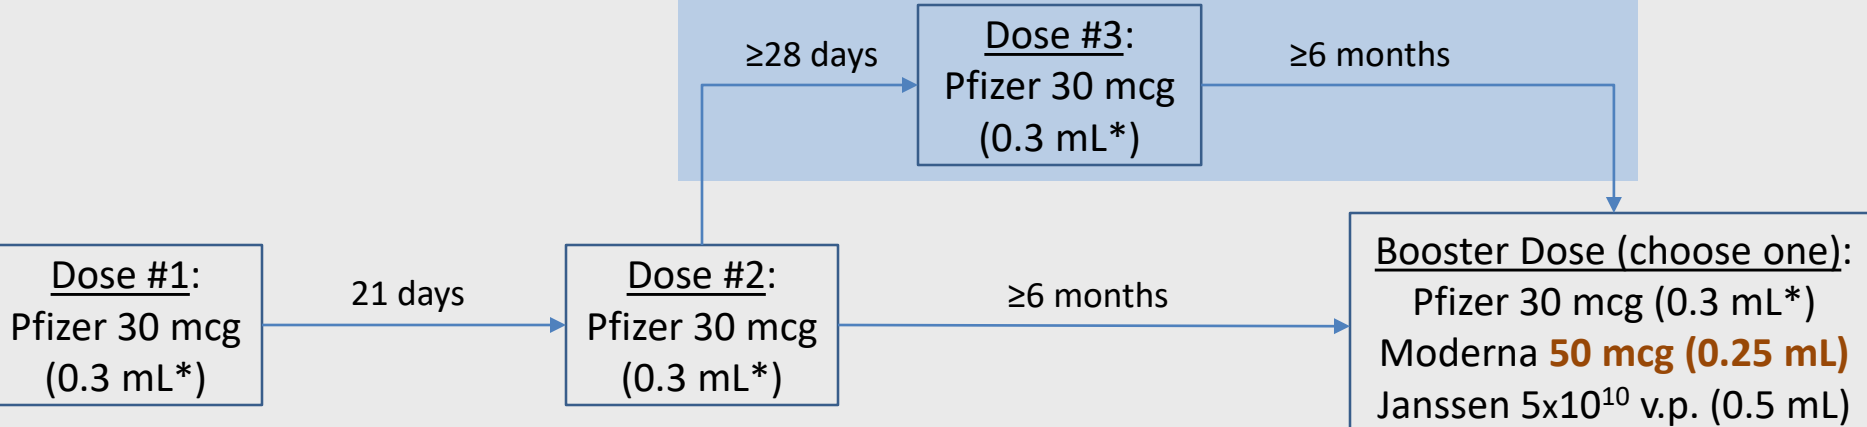 ≥28 days
Dose #3:
Pfizer 30 mcg
(0.3 mL*)
≥6 months
Dose #1:
Pfizer 30 mcg
(0.3 mL*)
21 days
Dose #2:
Pfizer 30 mcg
(0.3 mL*)
≥6 months
Booster Dose (choose one):
Pfizer 30 mcg (0.3 mL*)
Moderna 50 mcg (0.25 mL)
Janssen 5x10¹⁰ v.p. (0.5 mL)